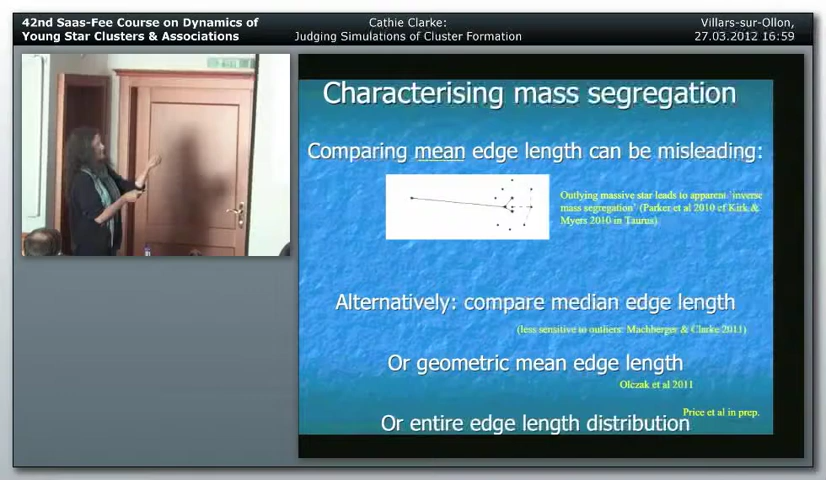 42nd Saas-Fee Course on Dynamics of
Young Star Clusters & Associations
Cathie Clarke:
Judging Simulations of Cluster Formation
Villars-sur-Ollon,
27.03.2012 16:59
Characterising mass segregation
Comparing mean edge length can be misleading:
Outlying massive star leads to apparent 'inverse
mass segregation' (Parker et al 2010 cf Kirk &
Myers 2010 in Taurus)
Alternatively: compare median edge length
(less sensitive to outliers: Machberger & Clarke 2011)
Or geometric mean edge length
Olczak et al 2011
Price et al in prep.
Or entire edge length distribution